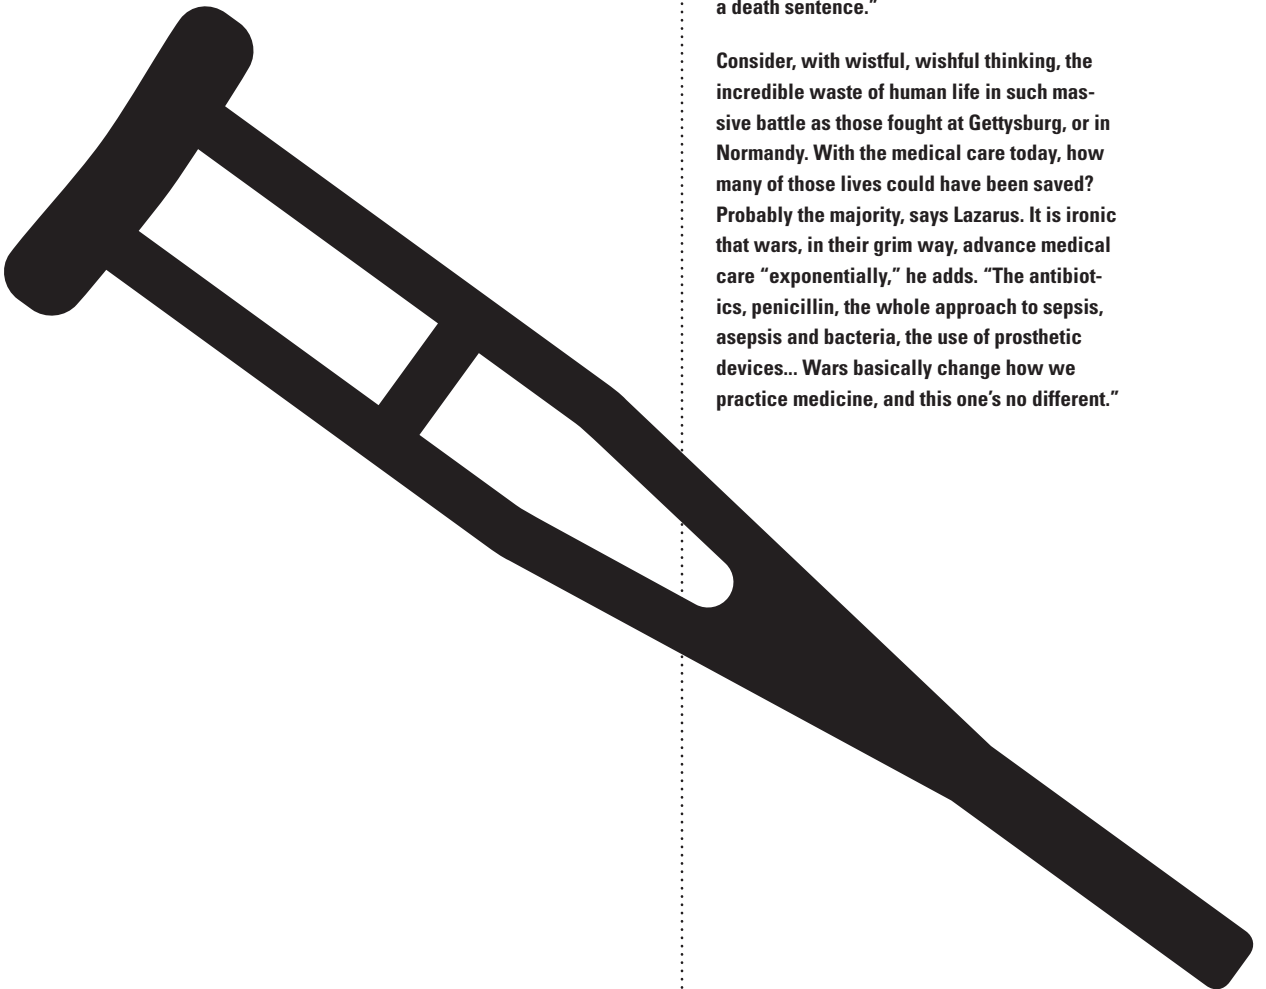 a death sentence.”
Consider, with wistful, wishful thinking, the
incredible waste of human life in such mas-
sive battle as those fought at Gettysburg, or in
Normandy. With the medical care today, how
many of those lives could have been saved?
Probably the majority, says Lazarus. It is ironic
that wars, in their grim way, advance medical
care “exponentially,” he adds. “The antibiot-
ics, penicillin, the whole approach to sepsis,
asepsis and bacteria, the use of prosthetic
devices... Wars basically change how we
practice medicine, and this one’s no different.”